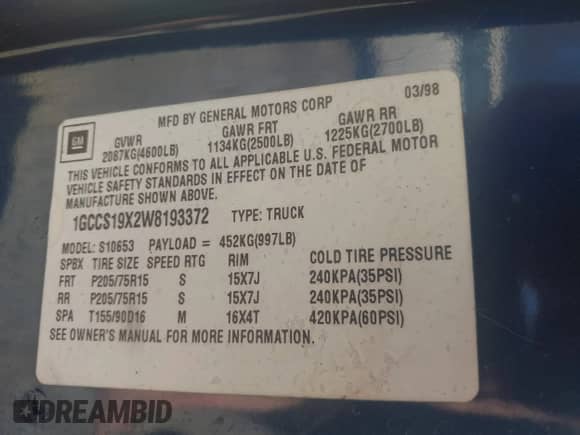 03/98
MFD BY GENERAL MOTORS CORP
GM
GVWR GAWR FRT GAWR RR
2087KG(4600LB) 1134KG(2500LB) 1225KG(2700LB)
THIS VEHICLE CONFORMS TO ALL APPLICABLE U.S. FEDERAL MOTOR
VEHICLE SAFETY STANDARDS IN EFFECT ON THE DATE OF
MANUFACTURE SHOWN ABOVE.
1GCCS19X2W8193372 TYPE: TRUCK
MODEL: S10653 PAYLOAD = 452KG(997LB)
SPBX TIRE SIZE SPEED RTG RIM COLD TIRE PRESSURE
FRT P205/75R15 S 15X7J 240KPA(35PSI)
RR P205/75R15 S 15X7J 240KPA(35PSI)
SPA T155/90D16 M 16X4T 420KPA(60PSI)
SEE OWNER'S MANUAL FOR MORE INFORMATION.
DREAMBID